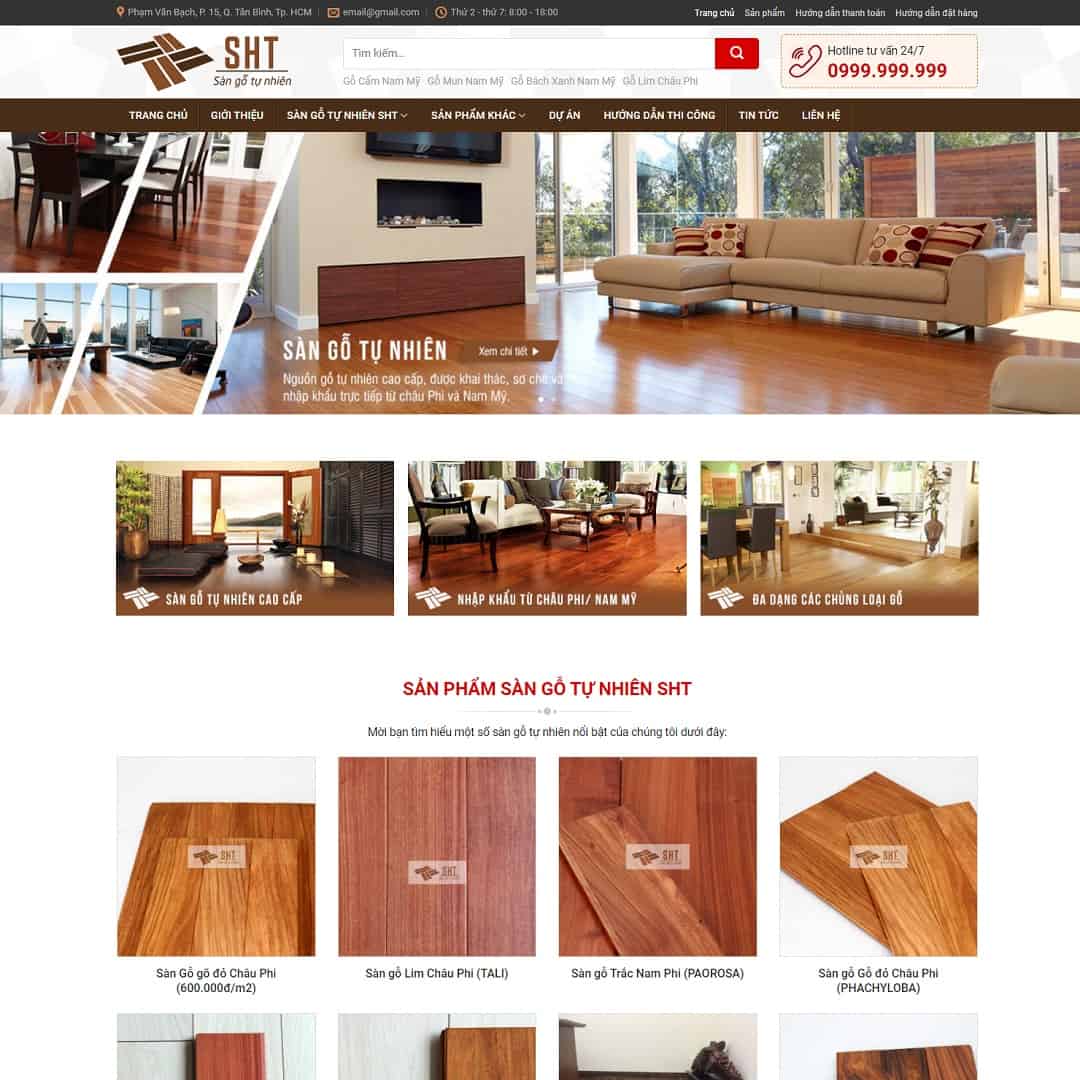 Phạm Văn Bạch, P. 15, Q. Tân Bình, Tp. HCM | email@gmail.com | Thứ 2 - thứ 7: 8:00 - 18:00
Trang chủ Sản phẩm Hướng dẫn thanh toán Hướng dẫn đặt hàng
SHT
Sàn gỗ tự nhiên
Tìm kiếm...
Gỗ Cẩm Nam Mỹ Gỗ Mun Nam Mỹ Gỗ Bách Xanh Nam Mỹ Gỗ Lim Châu Phi
Hotline tư vấn 24/7
0999.999.999
TRANG CHỦ GIỚI THIỆU SÀN GỖ TỰ NHIÊN SHT SẢN PHẨM KHÁC DỰ ÁN HƯỚNG DẪN THI CÔNG TIN TỨC LIÊN HỆ
SÀN GỖ TỰ NHIÊN
Xem chi tiết
Nguồn gỗ tự nhiên cao cấp, được khai thác, sơ chế và
nhập khẩu trực tiếp từ châu Phi và Nam Mỹ.
SÀN GỖ TỰ NHIÊN CAO CẤP
NHẬP KHẨU TỪ CHÂU PHI/ NAM MỸ
ĐA DẠNG CÁC CHỦNG LOẠI GỖ
SẢN PHẨM SÀN GỖ TỰ NHIÊN SHT
Mời bạn tìm hiểu một số sàn gỗ tự nhiên nổi bật của chúng tôi dưới đây:
SHT
SHT
SHT
SHT
Sàn Gỗ gõ đỏ Châu Phi
(600.000đ/m2)
Sàn gỗ Lim Châu Phi (TALI)
Sàn gỗ Trắc Nam Phi (PAOROSA)
Sàn gỗ Gỗ đỏ Châu Phi
(PHACHYLOBA)